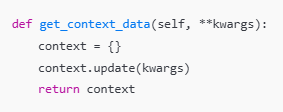 def get_context_data(self, **kwargs):
    context = {}
    context.update(kwargs)
    return context